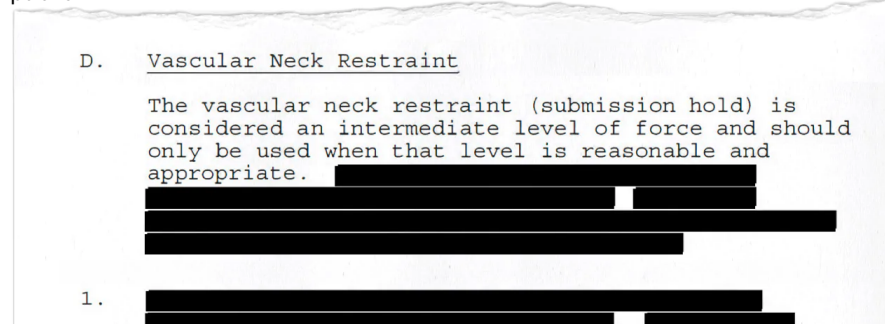 D. Vascular Neck Restraint
The vascular neck restraint (submission hold) is
considered an intermediate level of force and should
only be used when that level is reasonable and
appropriate.
1.